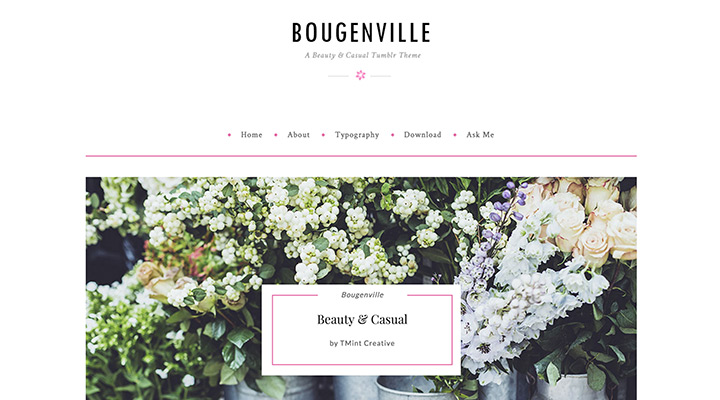 BOUGENVILLE
A Beauty & Casual Tumblr Theme
Home About Typography Download Ask Me
Bougenville
Beauty & Casual
by TMint Creative